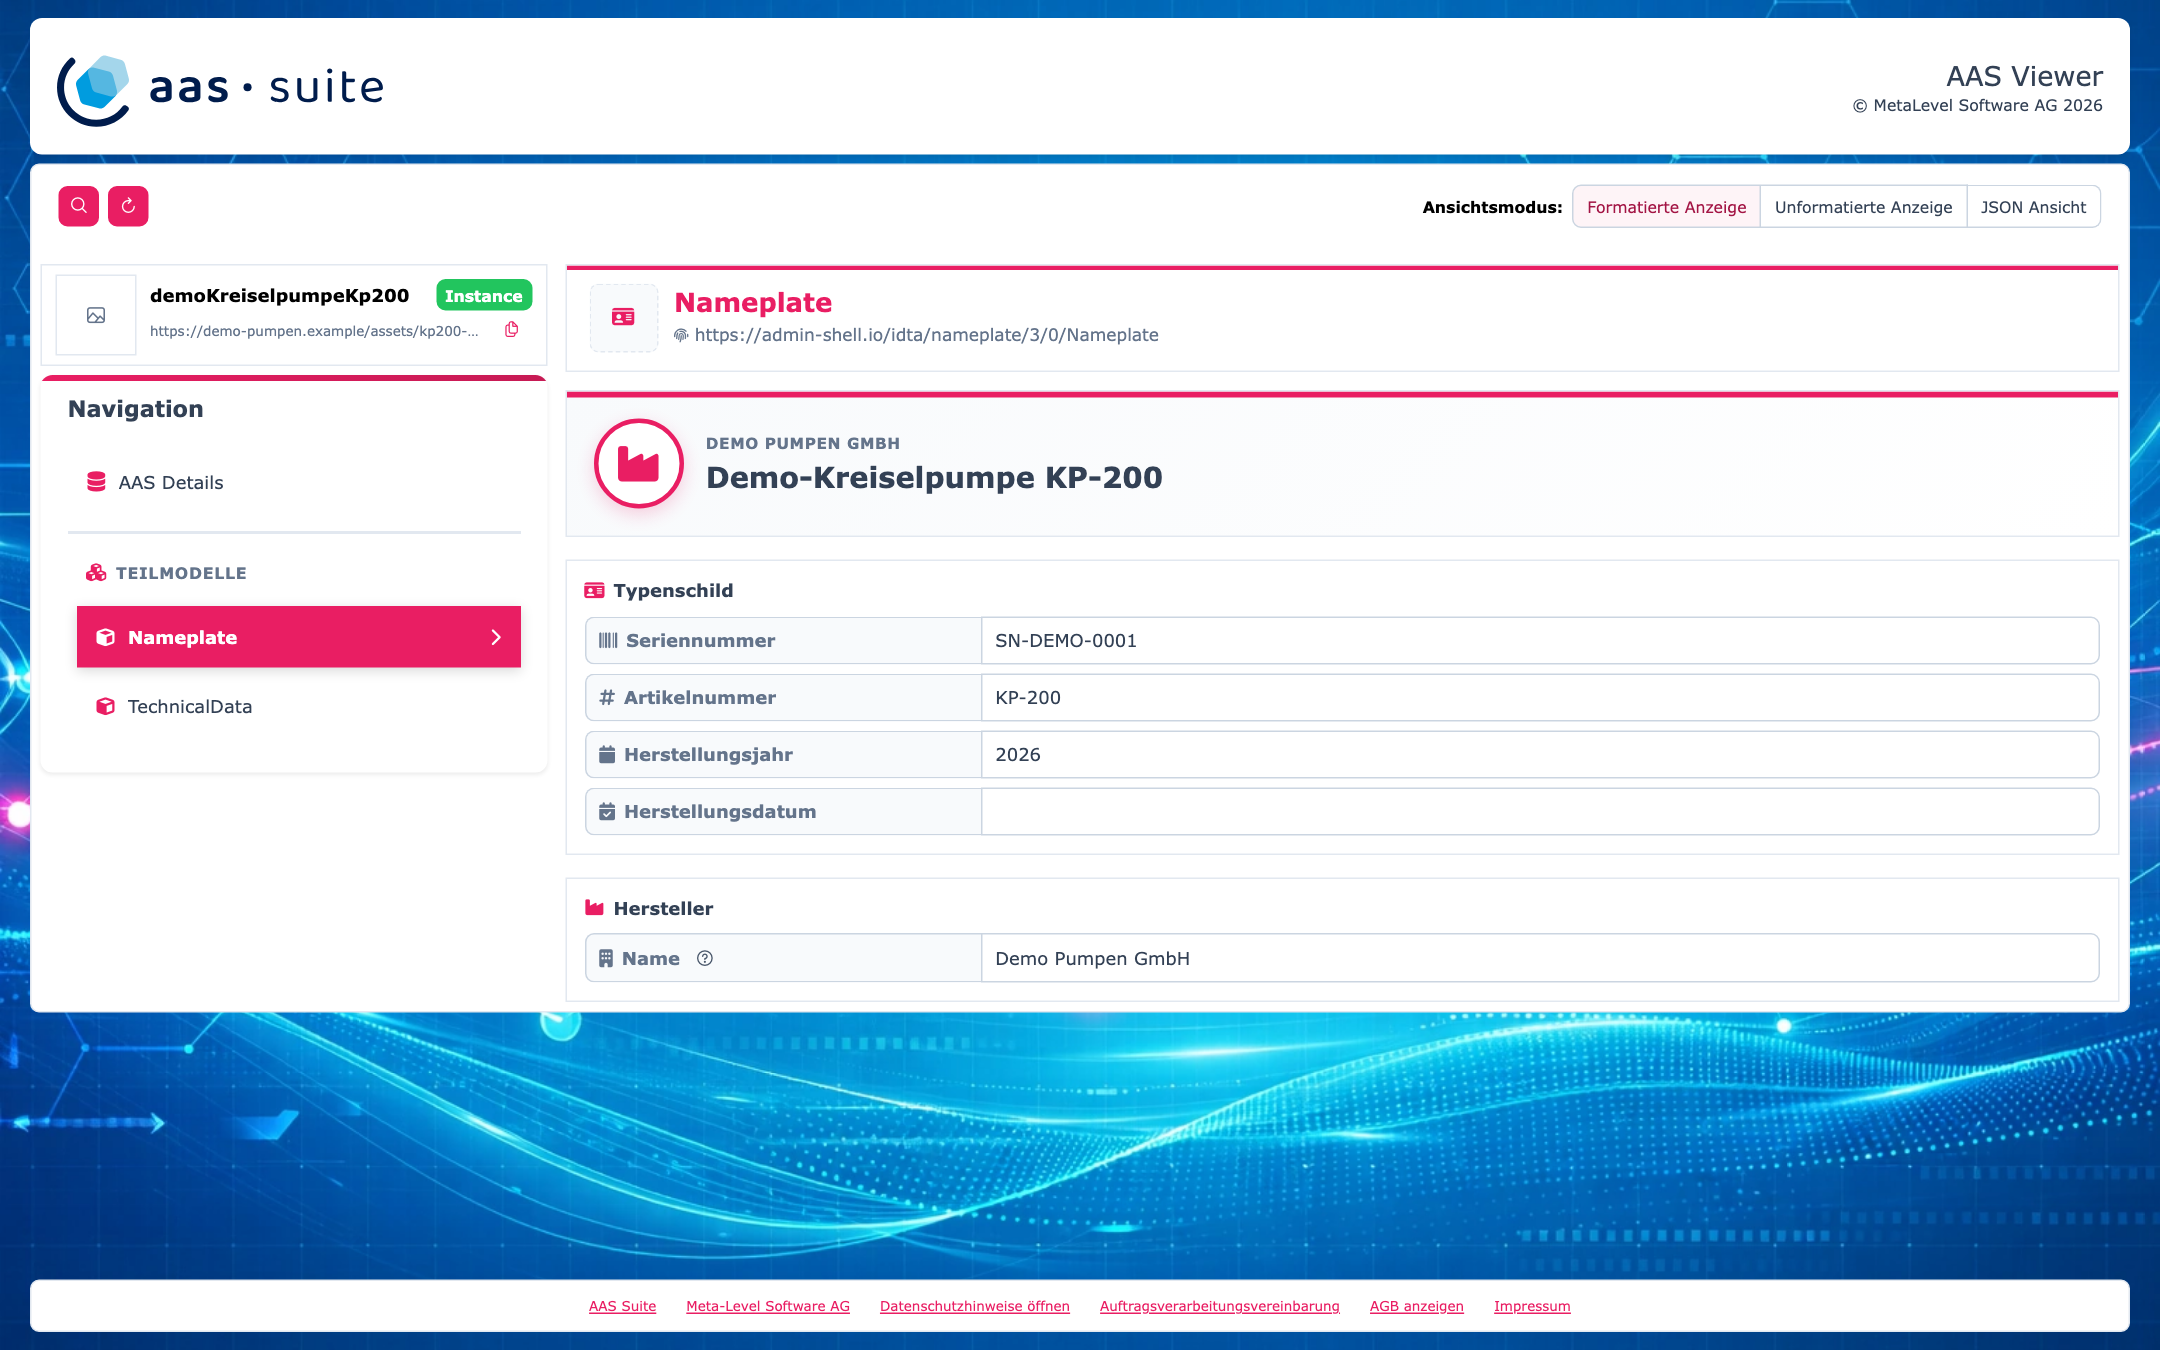 aas · suite
AAS Viewer
© MetaLevel Software AG 2026
Ansichtsmodus:
Formatierte Anzeige
Unformatierte Anzeige
JSON Ansicht
demoKreiselpumpeKp200
Instance
https://demo-pumpen.example/assets/kp200-...
Navigation
AAS Details
TEILMODELLE
Nameplate
TechnicalData
Nameplate
https://admin-shell.io/idta/nameplate/3/0/Nameplate
DEMO PUMPEN GMBH
Demo-Kreiselpumpe KP-200
Typenschild
Seriennummer
SN-DEMO-0001
Artikelnummer
KP-200
Herstellungsjahr
2026
Herstellungsdatum
Hersteller
Name
Demo Pumpen GmbH
AAS Suite
Meta-Level Software AG
Datenschutzhinweise öffnen
Auftragsverarbeitungsvereinbarung
AGB anzeigen
Impressum